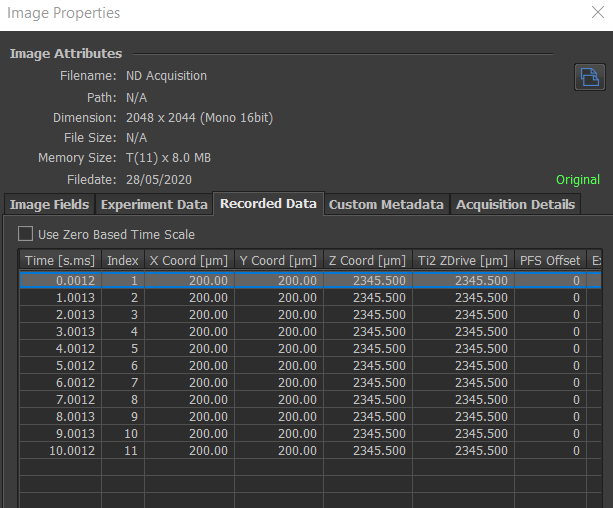 Image Properties
Image Attributes
Filename: ND Acquisition
Path: N/A
Dimension: 2048 x 2044 (Mono 16bit)
File Size: N/A
Memory Size: T(11) x 8.0 MB
Filedate: 28/05/2020
Original
Image Fields Experiment Data Recorded Data Custom Metadata Acquisition Details
Use Zero Based Time Scale
Time [s.ms] Index X Coord [µm] Y Coord [µm] Z Coord [µm] Ti2 ZDrive [µm] PFS Offset Ex
0.0012 1 200.00 200.00 2345.500 2345.500 0
1.0013 2 200.00 200.00 2345.500 2345.500 0
2.0013 3 200.00 200.00 2345.500 2345.500 0
3.0013 4 200.00 200.00 2345.500 2345.500 0
4.0012 5 200.00 200.00 2345.500 2345.500 0
5.0012 6 200.00 200.00 2345.500 2345.500 0
6.0012 7 200.00 200.00 2345.500 2345.500 0
7.0012 8 200.00 200.00 2345.500 2345.500 0
8.0013 9 200.00 200.00 2345.500 2345.500 0
9.0013 10 200.00 200.00 2345.500 2345.500 0
10.0012 11 200.00 200.00 2345.500 2345.500 0